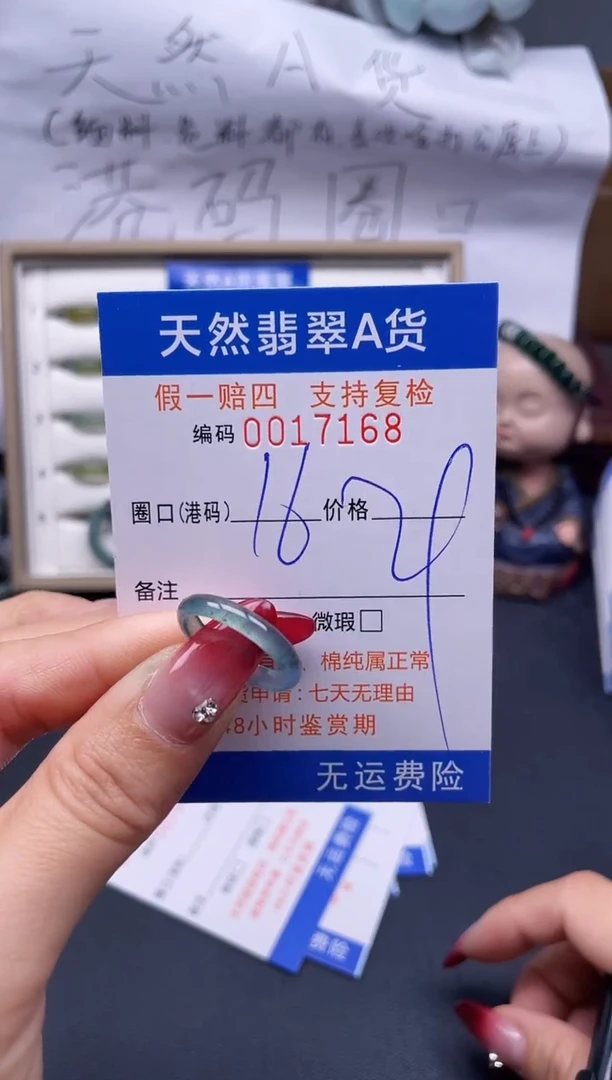 天然A货
港码圈口
天然翡翠A货
假一赔四 支持复检
编码 0017168
圈口(港码) 16 价格
备注
微瑕□
棉纯属正常
货申请:七天无理由
48小时鉴赏期
无运费险